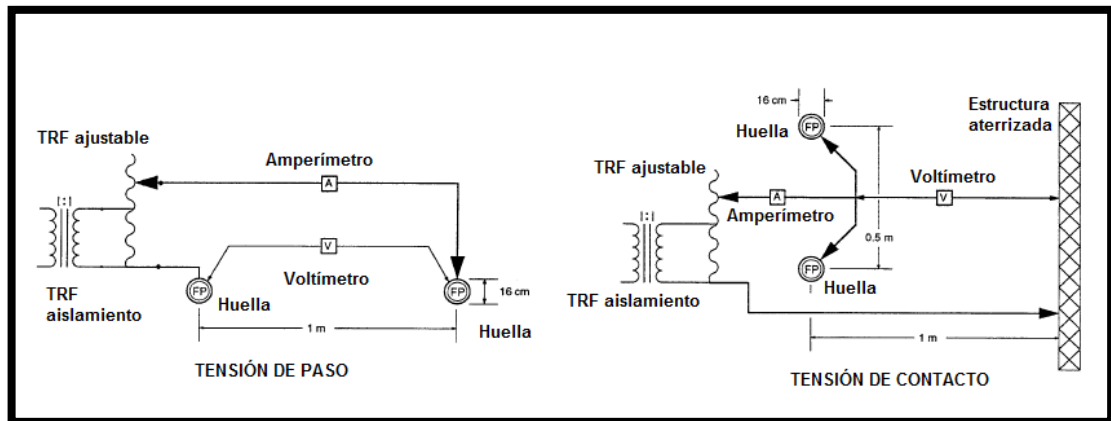 TRF ajustable
Amperímetro
A
|:|
V
Voltímetro
TRF
aislamiento
FP
Huella
FP
16 cm
Huella
1 m
TENSIÓN DE PASO
16 cm
Huella
FP
Estructura
aterrizada
TRF ajustable
Voltímetro
|:|
A
V
Amperímetro
0.5 m
FP
TRF aislamiento
Huella
1 m
TENSIÓN DE CONTACTO